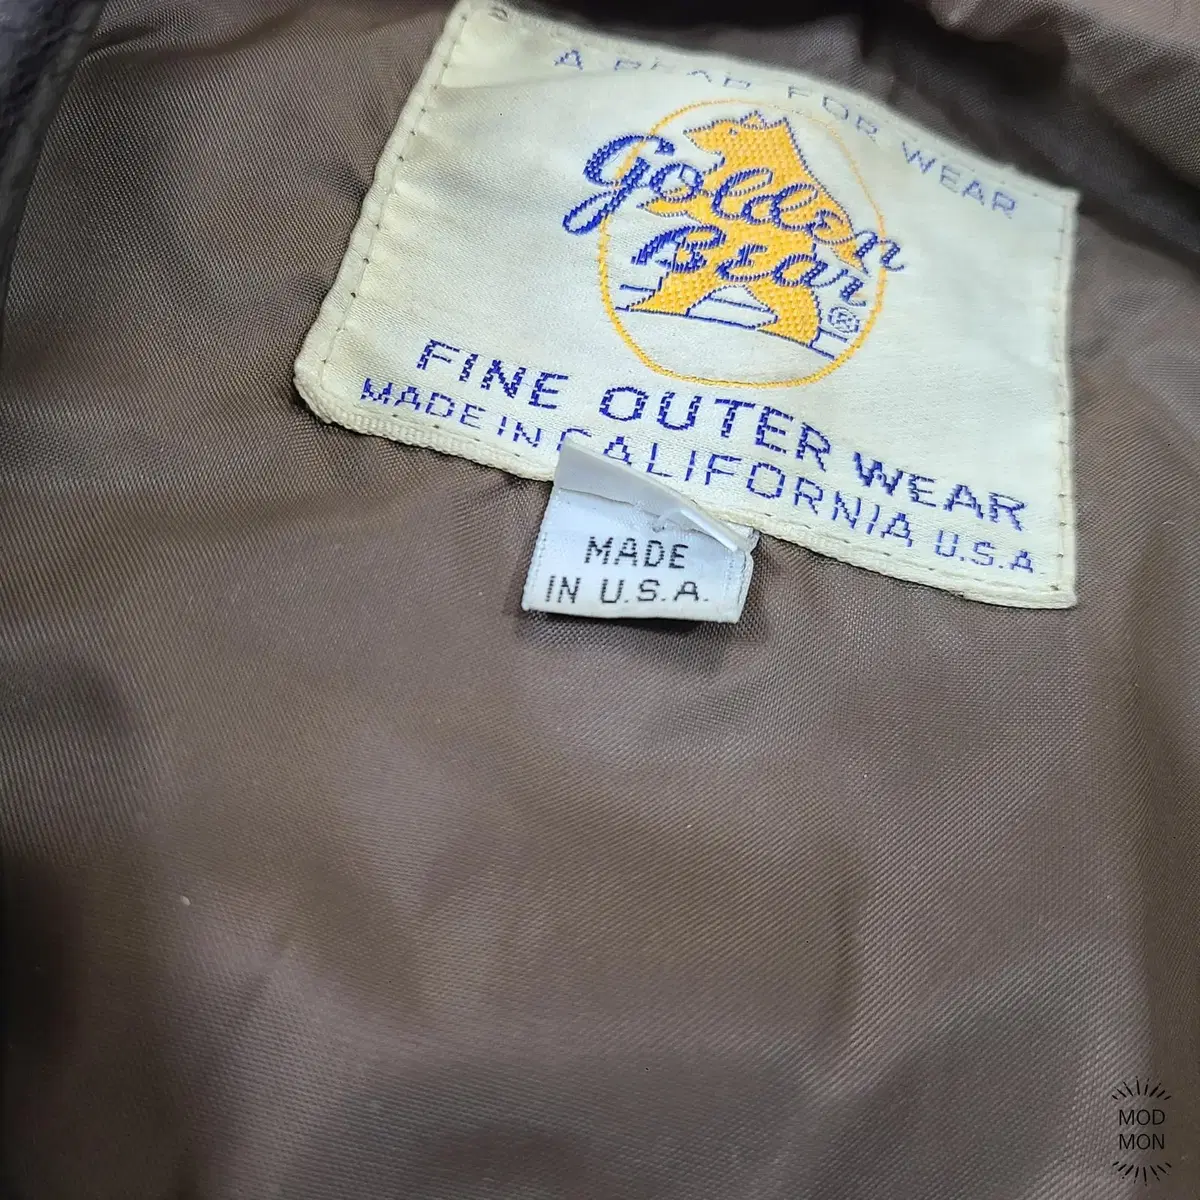 A BEAR FOR WEAR
Golden
Bear®
FINE OUTER WEAR
MADE IN CALIFORNIA U.S.A
MADE
IN U.S.A.
MOD
MON